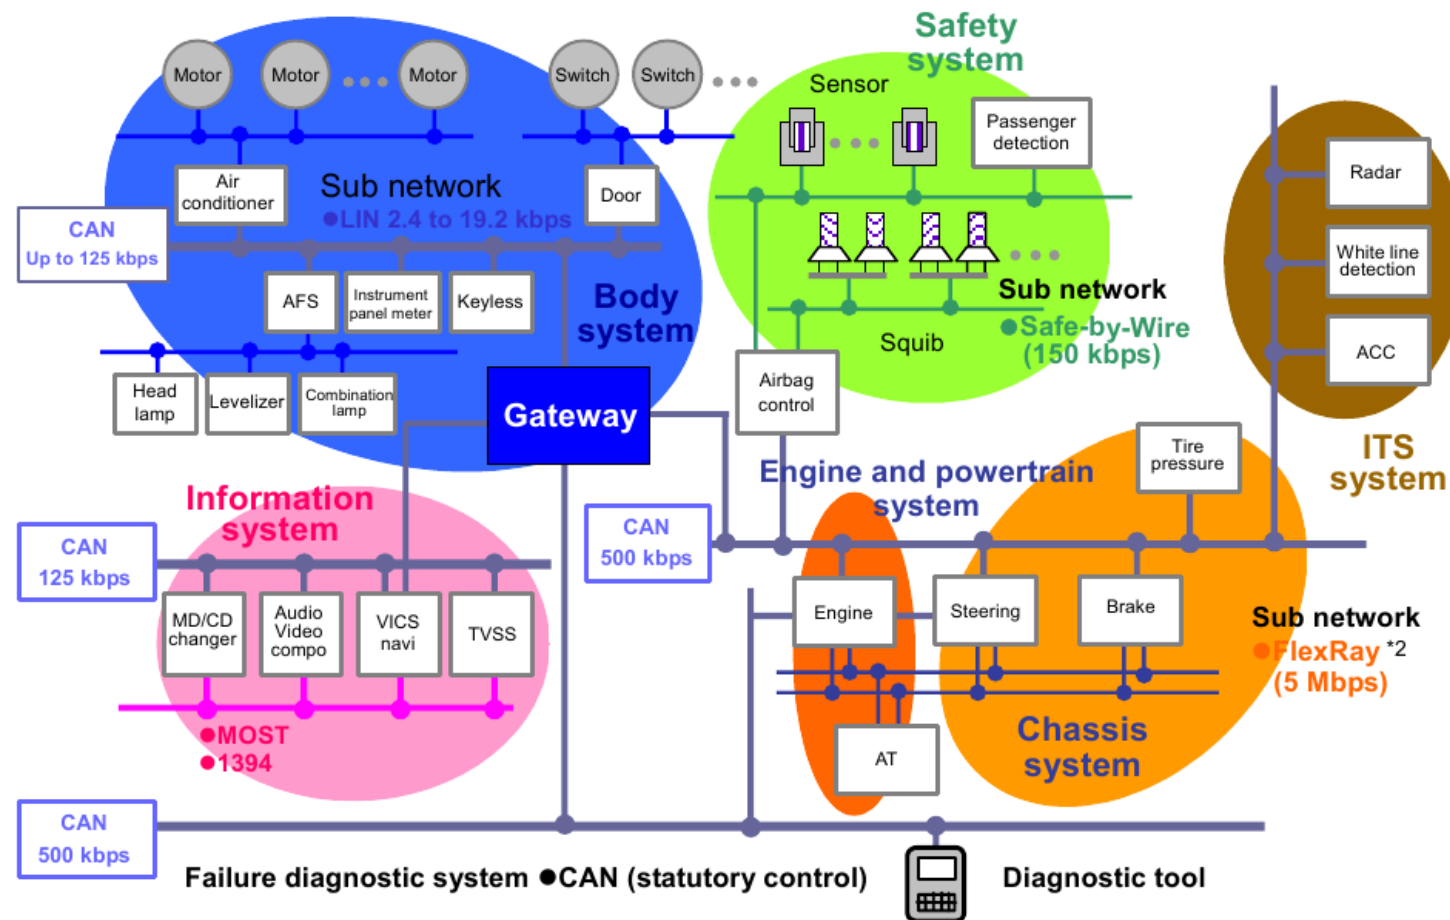 Safety
system
Motor
Motor
Motor
Switch
Switch
Sensor
Passenger
detection
Air
conditioner
Sub network
●LIN 2.4 to 19.2 kbps
Door
CAN
Up to 125 kbps
AFS
Instrument
panel meter
Keyless
Body
system
Head
lamp
Levelizer
Combination
lamp
Gateway
Sub network
●Safe-by-Wire
(150 kbps)
Squib
Airbag
control
Radar
White line
detection
ACC
ITS
system
Tire
pressure
Engine and powertrain
system
Information
system
CAN
125 kbps
CAN
500 kbps
MD/CD
changer
Audio
Video
compo
VICS
navi
TVSS
Engine
Steering
Brake
Sub network
●FlexRay *2
(5 Mbps)
●MOST
●1394
AT
Chassis
system
CAN
500 kbps
Failure diagnostic system ●CAN (statutory control)
Diagnostic tool